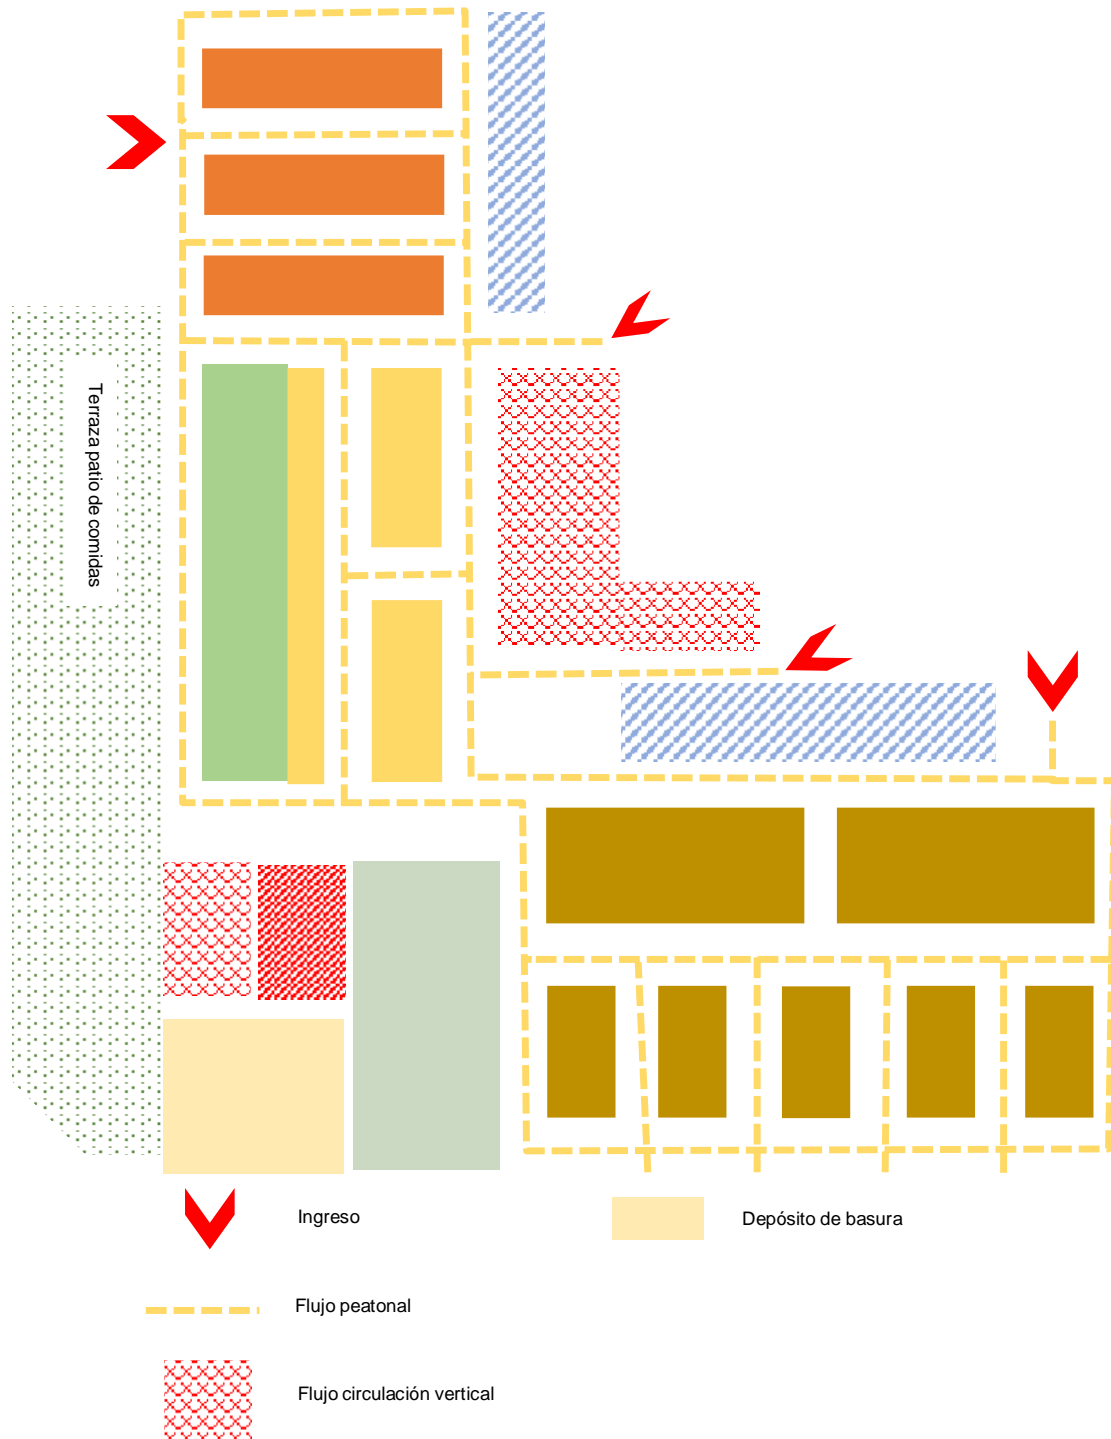 Terraza patio de comidas
Ingreso
Depósito de basura
Flujo peatonal
Flujo circulación vertical